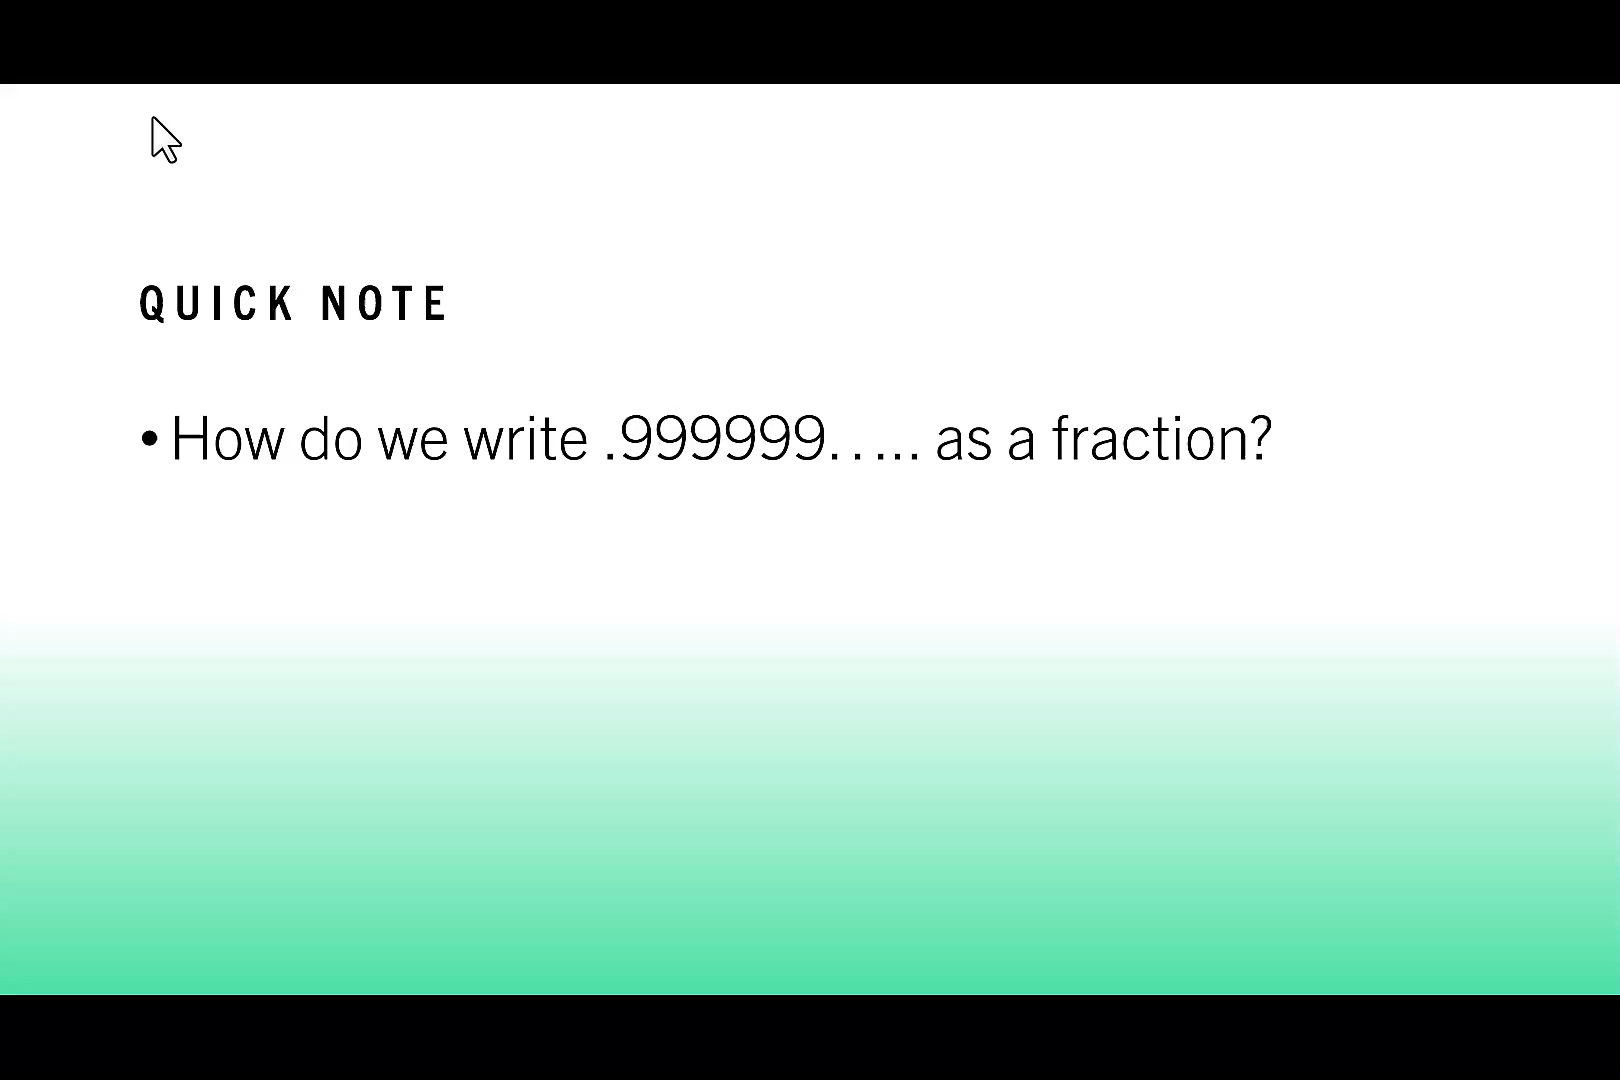 QUICK NOTE
• How do we write .999999. . ... as a fraction?